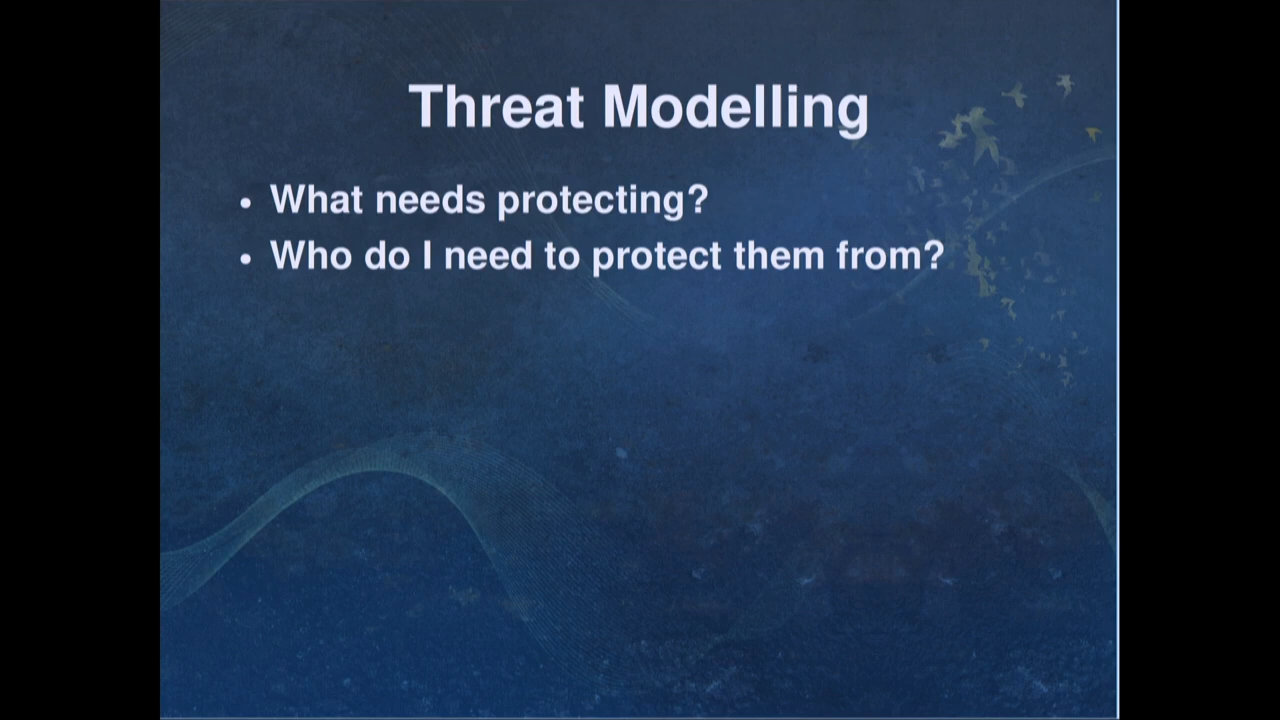 Threat Modelling
• What needs protecting?
• Who do I need to protect them from?